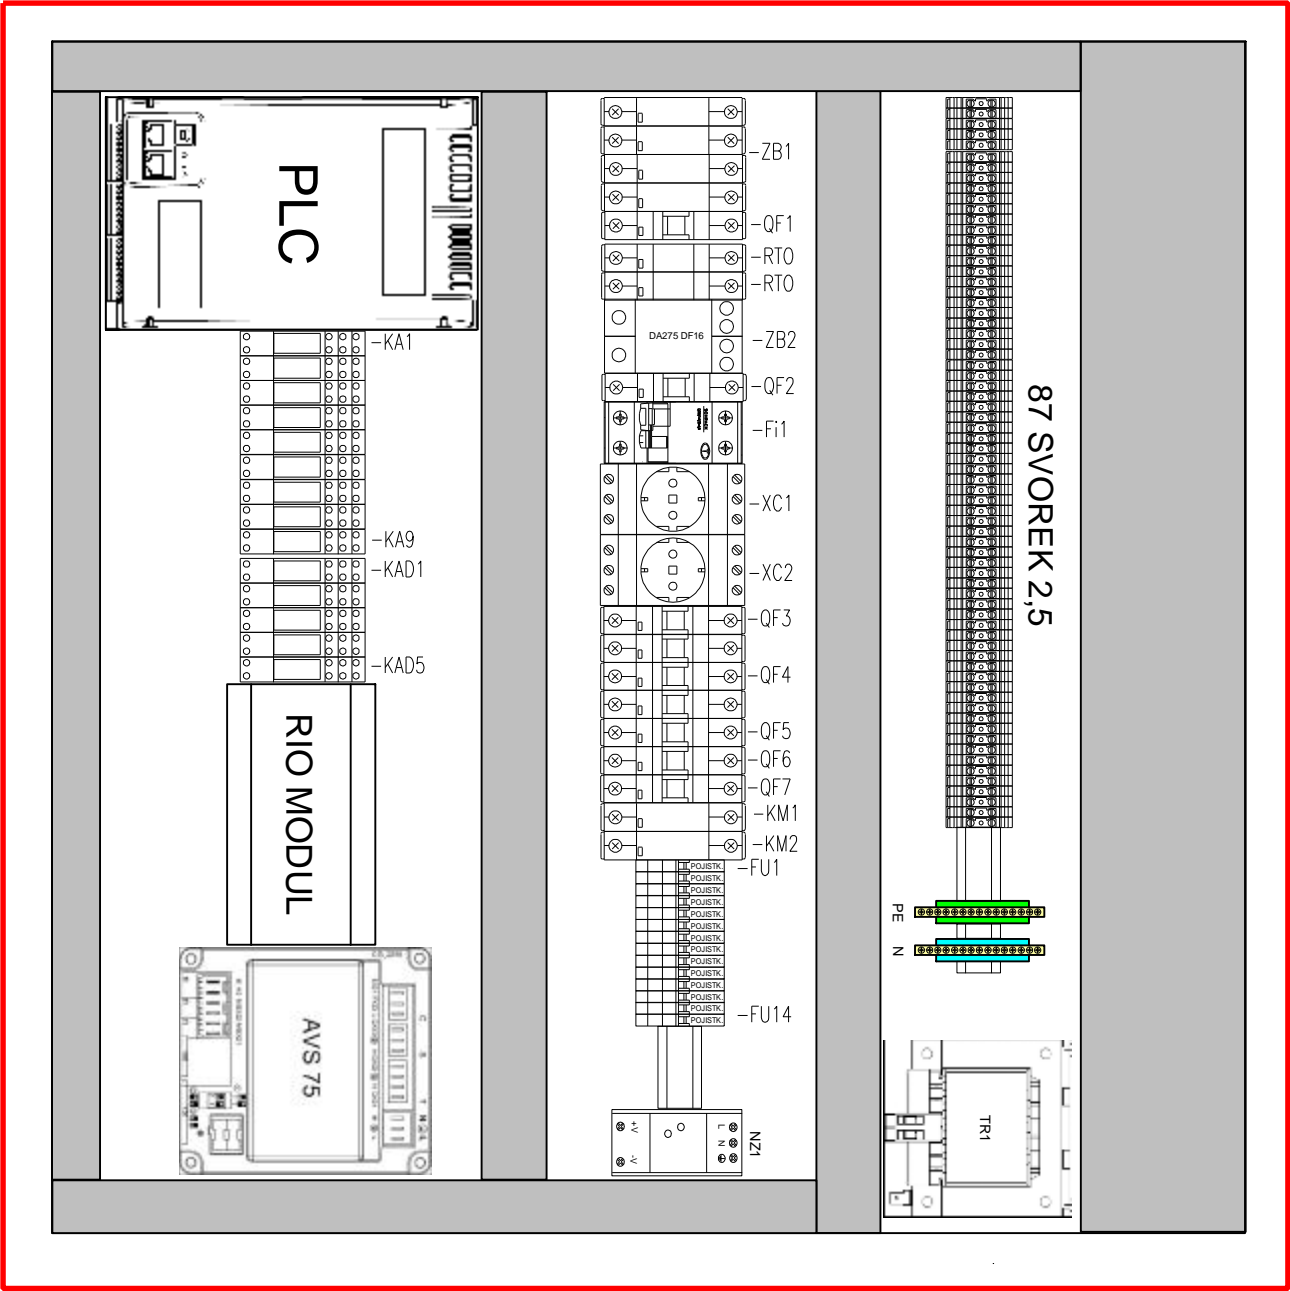 PLC
-KA1
-KA9
-KAD1
-KAD5
RIO MODUL
AVS 75
-ZB1
-QF1
-RTO
-RTO
DA275 DF16
-ZB2
-QF2
-Fi1
-XC1
-XC2
-QF3
-QF4
-QF5
-QF6
-QF7
-KM1
-KM2
POJISTK.
-FU1
POJISTK.
POJISTK.
POJISTK.
POJISTK.
POJISTK.
POJISTK.
POJISTK.
POJISTK.
POJISTK.
POJISTK.
POJISTK.
POJISTK.
POJISTK.
-FU14
+V
-V
L
N
NZ1
87 SVOREK 2,5
PE
N
TR1